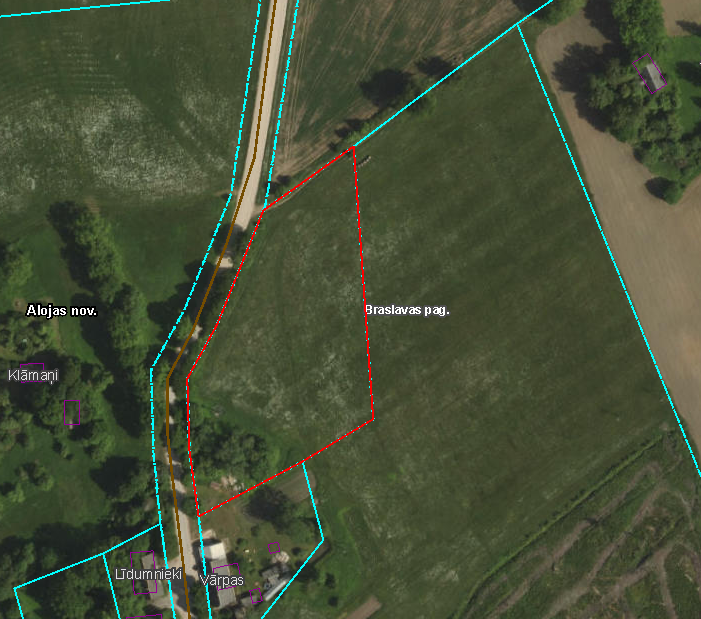 Alojas nov.
Braslavas pag.
Klāmaņi
Līdumnieki
Vārpas